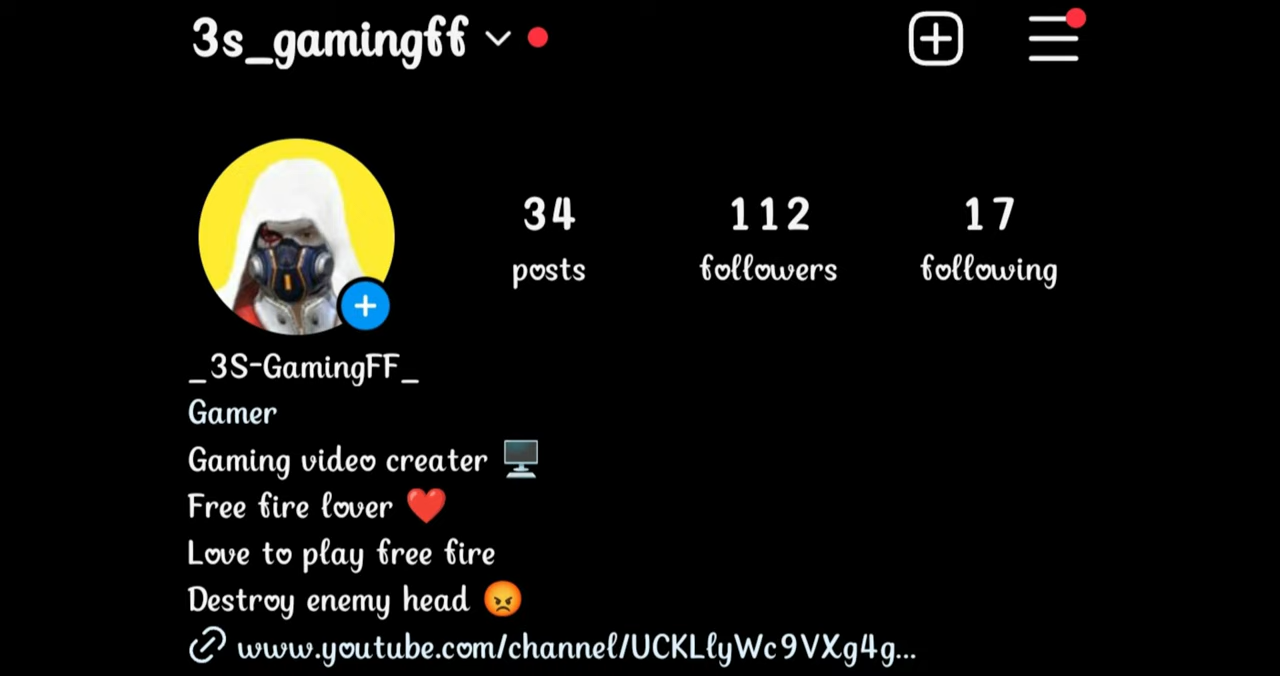 3s_gamingff
34
posts
112
followers
17
following
_3S-GamingFF_
Gamer
Gaming video creater 🖥️
Free fire lover ❤️
Love to play free fire
Destroy enemy head 😡
www.youtube.com/channel/UCKLlyWc9VXg4g...